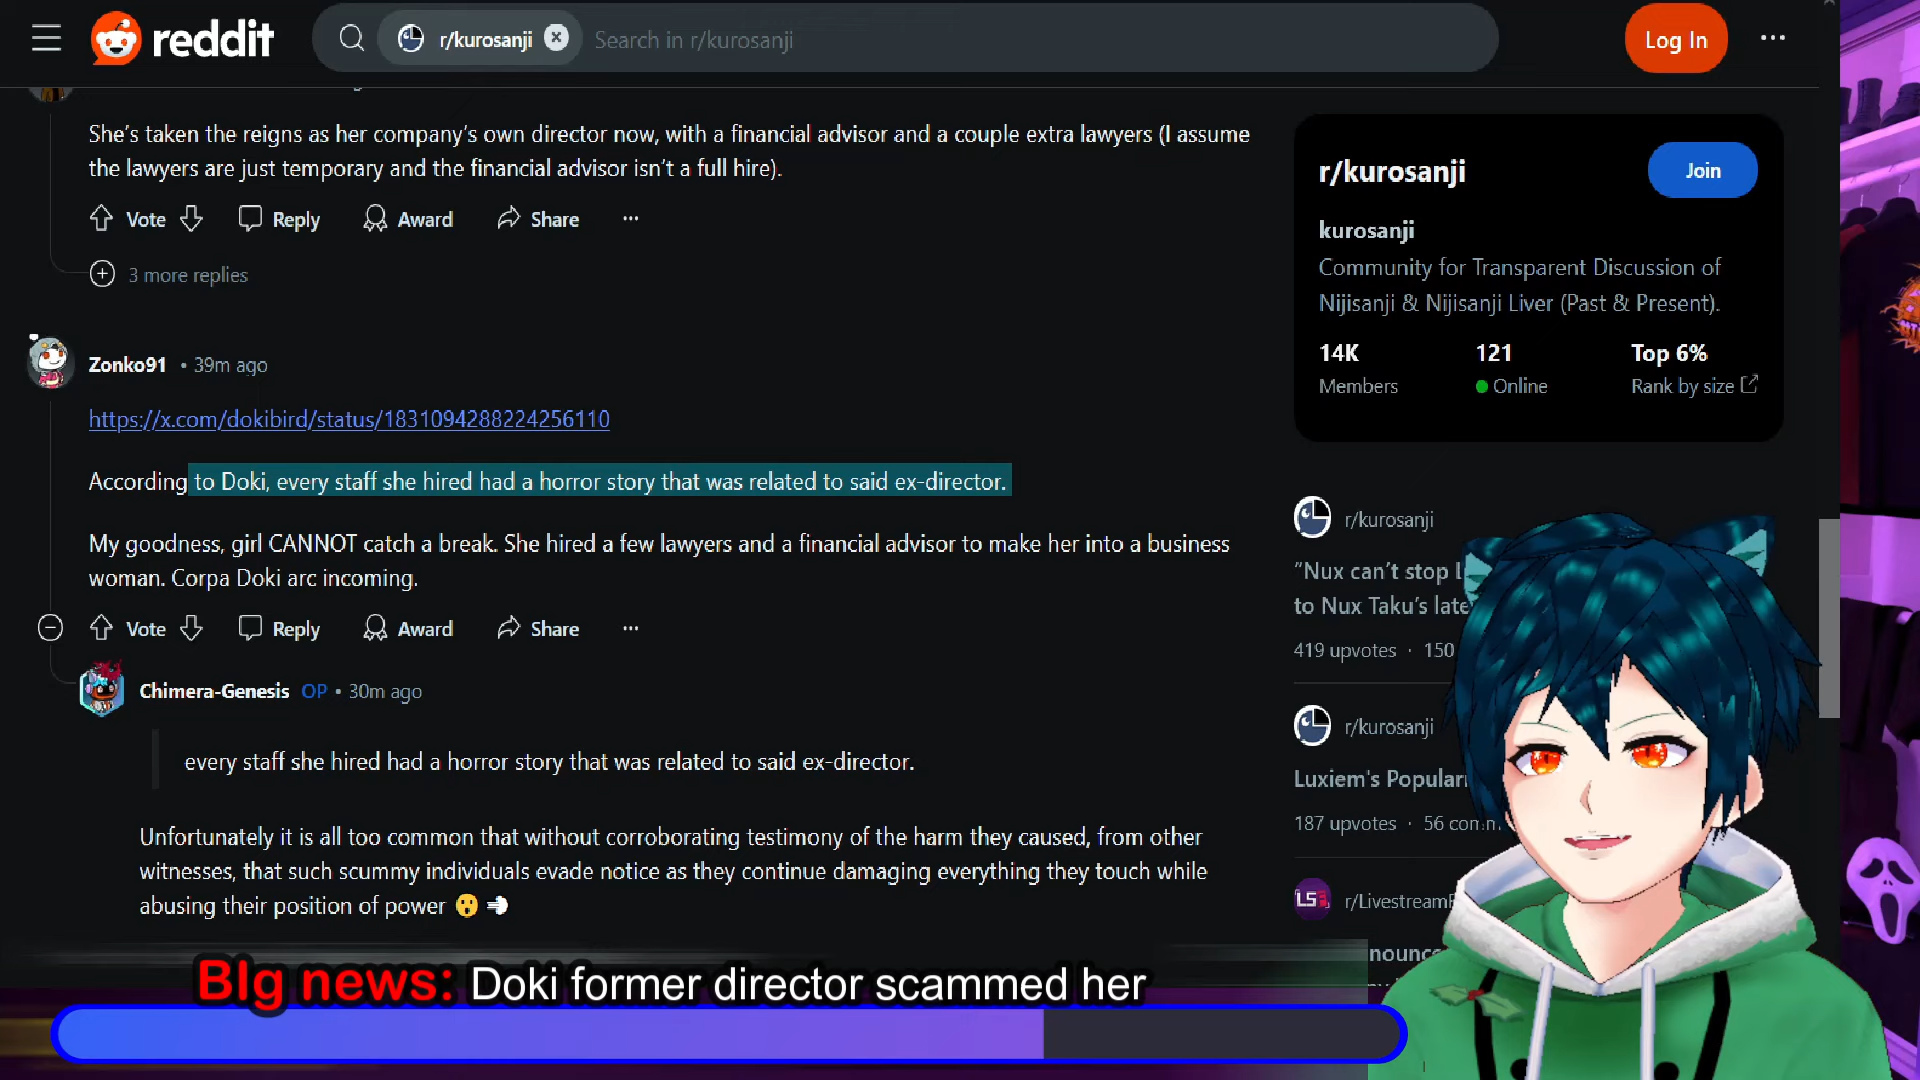 reddit
r/kurosanji
Search in r/kurosanji
Log In
She's taken the reigns as her company's own director now, with a financial advisor and a couple extra lawyers (I assume
the lawyers are just temporary and the financial advisor isn't a full hire).
Vote Reply Award Share
3 more replies
Zonko91 • 39m ago
https://x.com/dokibird/status/1831094288224256110
According to Doki, every staff she hired had a horror story that was related to said ex-director.
My goodness, girl CANNOT catch a break. She hired a few lawyers and a financial advisor to make her into a business
woman. Corpa Doki arc incoming.
Vote Reply Award Share
Chimera-Genesis OP • 30m ago
every staff she hired had a horror story that was related to said ex-director.
Unfortunately it is all too common that without corroborating testimony of the harm they caused, from other
witnesses, that such scummy individuals evade notice as they continue damaging everything they touch while
abusing their position of power 😮‍💨
r/kurosanji
Join
kurosanji
Community for Transparent Discussion of
Nijisanji & Nijisanji Liver (Past & Present).
14K 121 Top 6%
Members Online Rank by size
r/kurosanji
"Nux can't stop
to Nux Taku's late
419 upvotes · 150
r/kurosanji
Luxiem's
187 upvotes · 56
BIg news: Doki former director scammed her